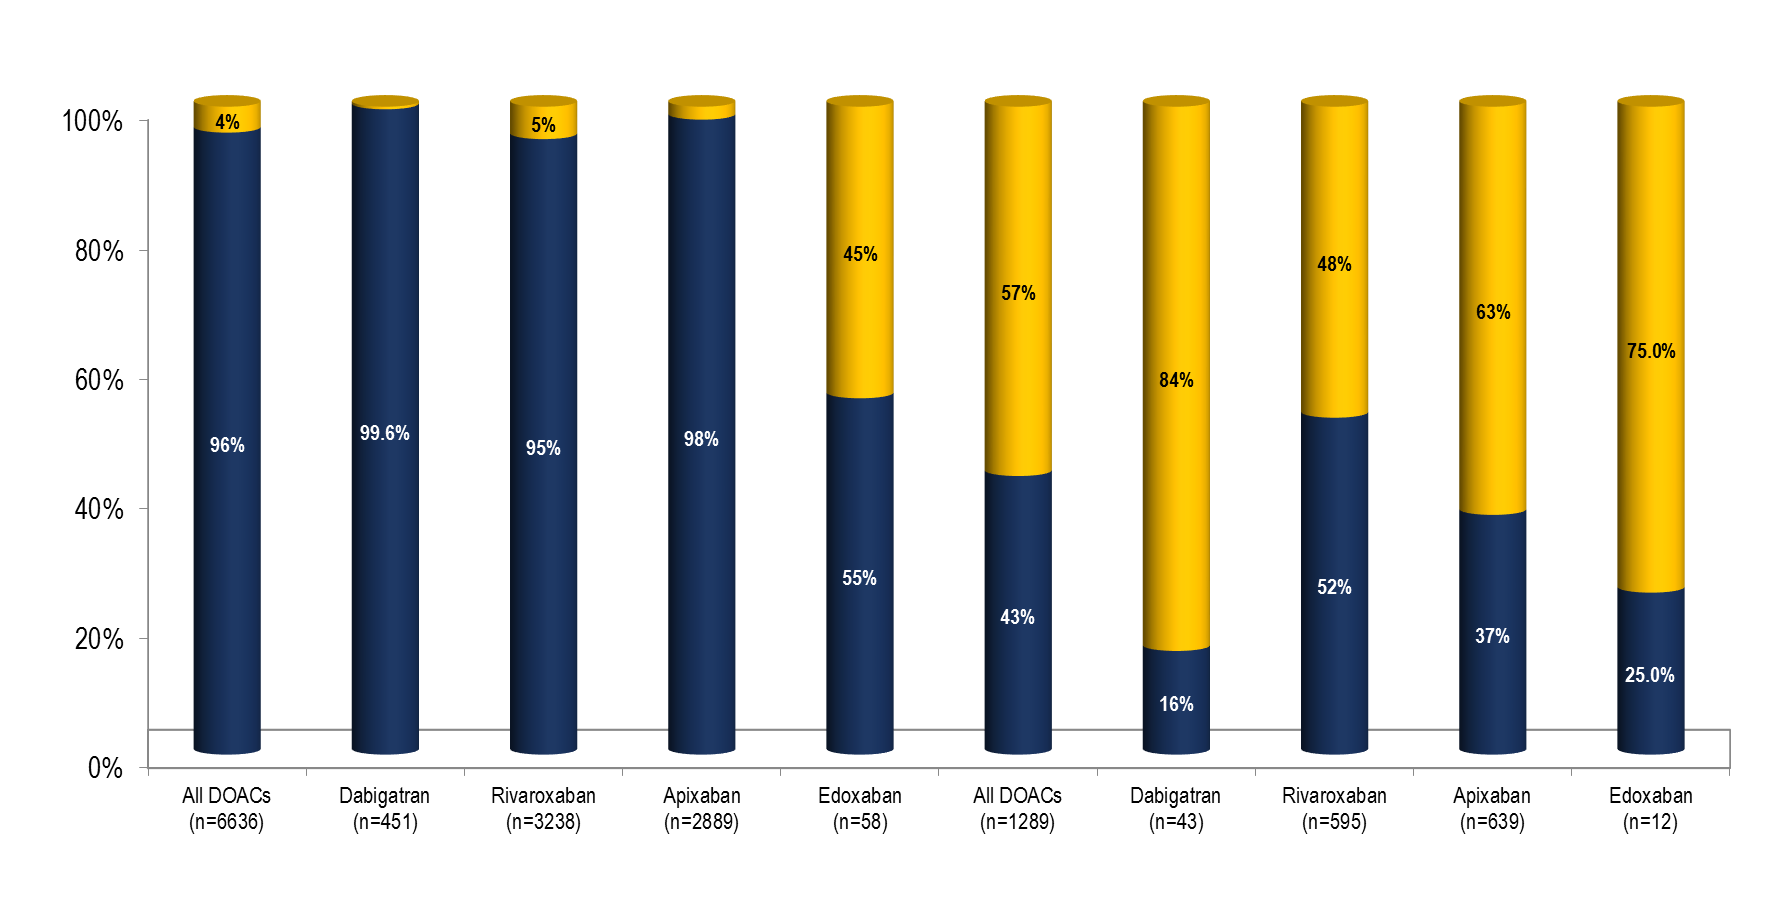 100%
80%
60%
40%
20%
0%
4%
96%
99.6%
5%
95%
98%
45%
55%
57%
43%
84%
16%
48%
52%
63%
37%
75.0%
25.0%
All DOACs
(n=6636)
Dabigatran
(n=451)
Rivaroxaban
(n=3238)
Apixaban
(n=2889)
Edoxaban
(n=58)
All DOACs
(n=1289)
Dabigatran
(n=43)
Rivaroxaban
(n=595)
Apixaban
(n=639)
Edoxaban
(n=12)